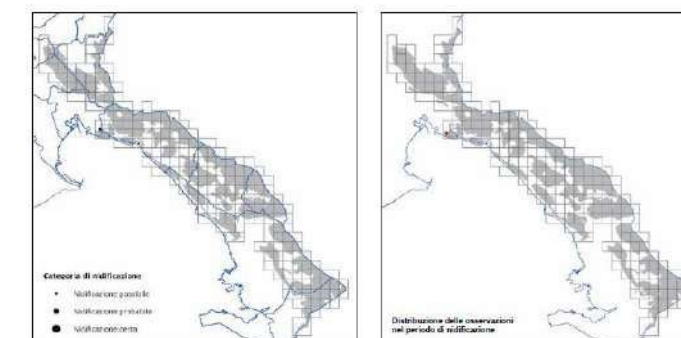 Categoria di nidificazione
Nidificazione possibile
Nidificazione probabile
Nidificazione certa
Distribuzione delle osservazioni
nel periodo di nidificazione